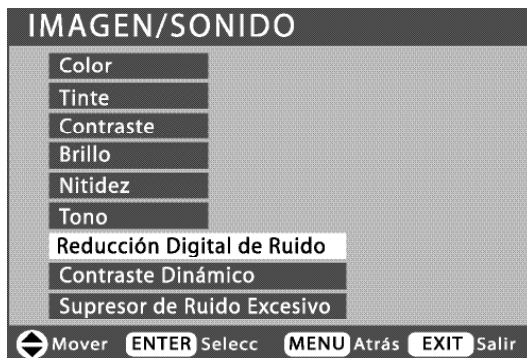 IMAGEN/SONIDO
Color
Tinte
Contraste
Brillo
Nitidez
Tono
Reducción Digital de Ruido
Contraste Dinámico
Supresor de Ruido Excesivo
Mover ENTER Selecc MENU Atrás EXIT Salir